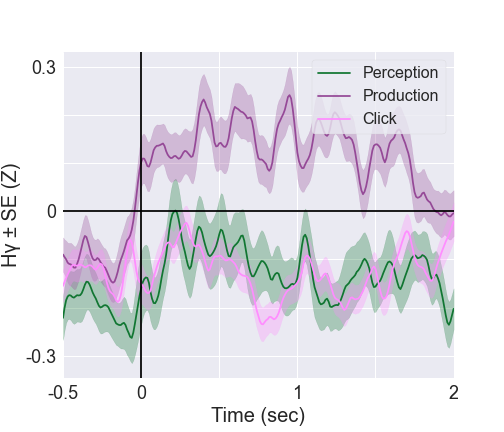 Perception
Production
Click
Hγ ± SE (Z)
0.3
0
-0.3
-0.5
0
1
2
Time (sec)